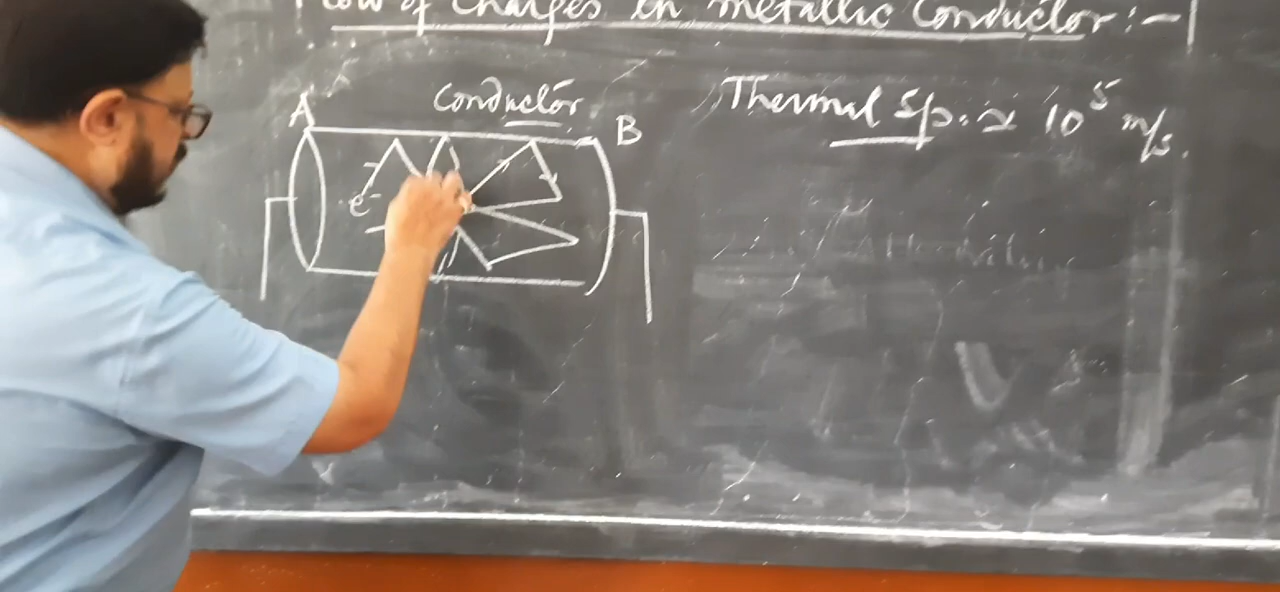 Flow of Charges in metallic Conductor:-
Conductor
A
B
e-
Thermal Sp. ≃ 10⁵ m/s.